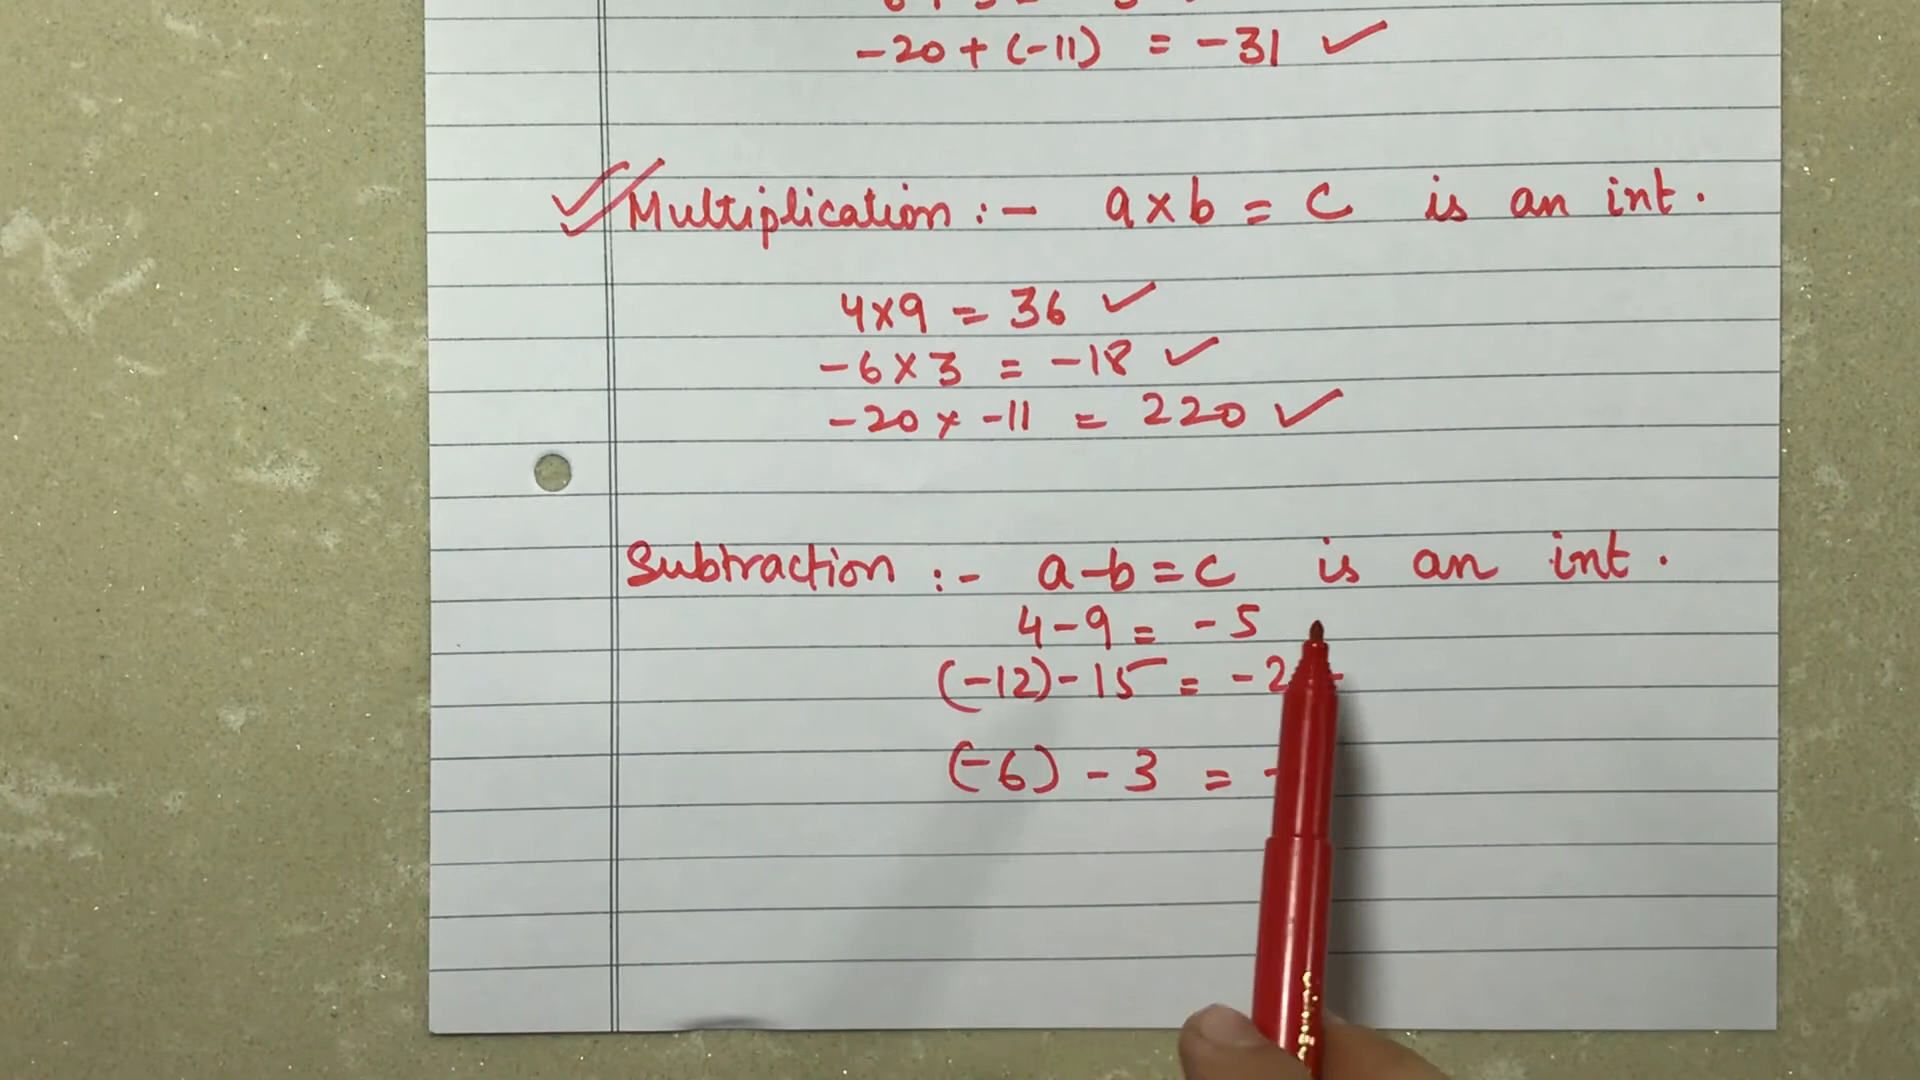 -20 + (-11) = -31 ✓
Multiplication :- a×b = c is an int.
4×9 = 36 ✓
-6×3 = -18 ✓
-20 × -11 = 220 ✓
Subtraction :- a-b=c is an int.
4-9 = -5
(-12)-15 = -2
(-6) - 3 = -